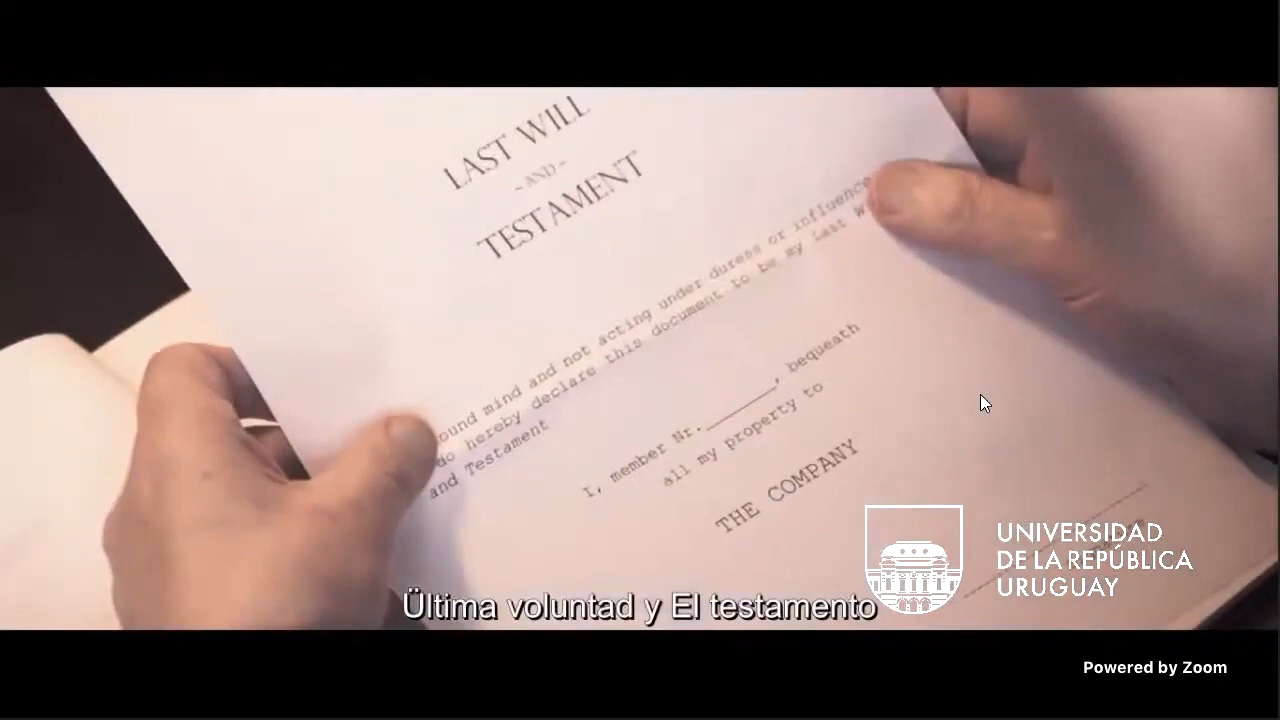 LAST WILL
~AND~
TESTAMENT
ound mind and not acting under duress or influence
do hereby declare this document to be my Last W
and Testament
I, member Nr.________, bequeath
all my property to
THE COMPANY
UNIVERSIDAD
DE LA REPÚBLICA
URUGUAY
Ültima voluntad y El testamento
Powered by Zoom